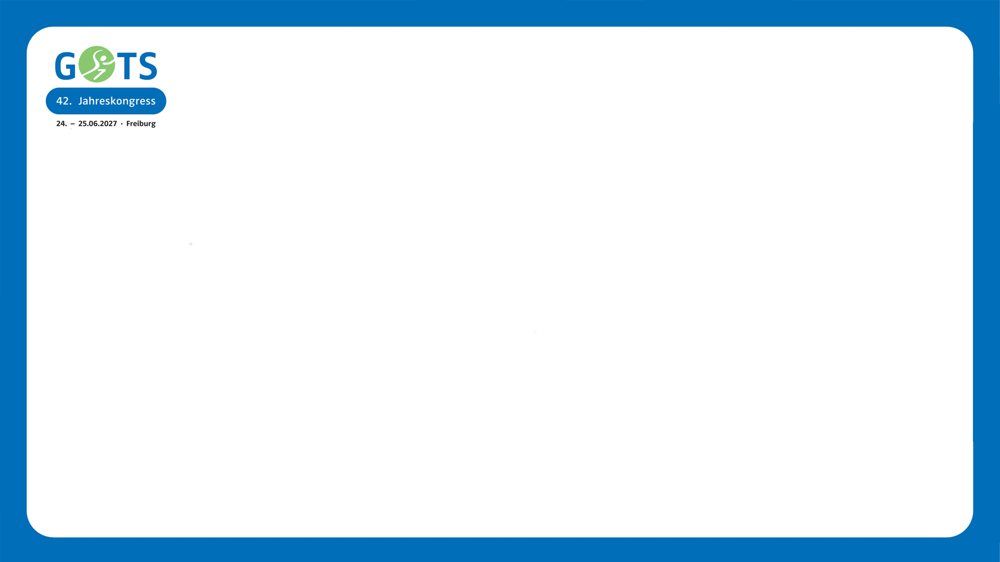 GOTS
42. Jahreskongress
24. – 25.06.2027 · Freiburg